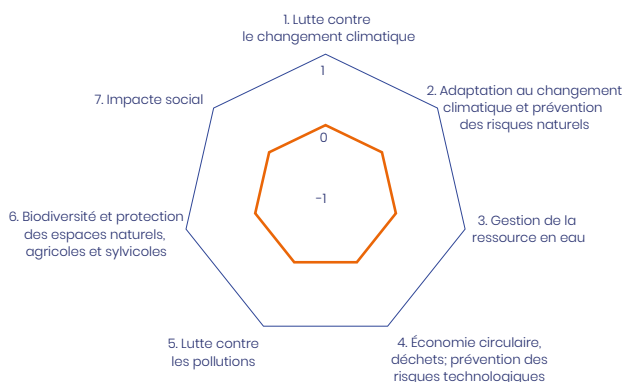 1. Lutte contre
le changement climatique
1
2. Adaptation au changement
climatique et prévention
des risques naturels
7. Impacte social
0
-1
6. Biodiversité et protection
des espaces naturels,
agricoles et sylvicoles
3. Gestion de la
ressource en eau
5. Lutte contre
les pollutions
4. Économie circulaire,
déchets; prévention des
risques technologiques